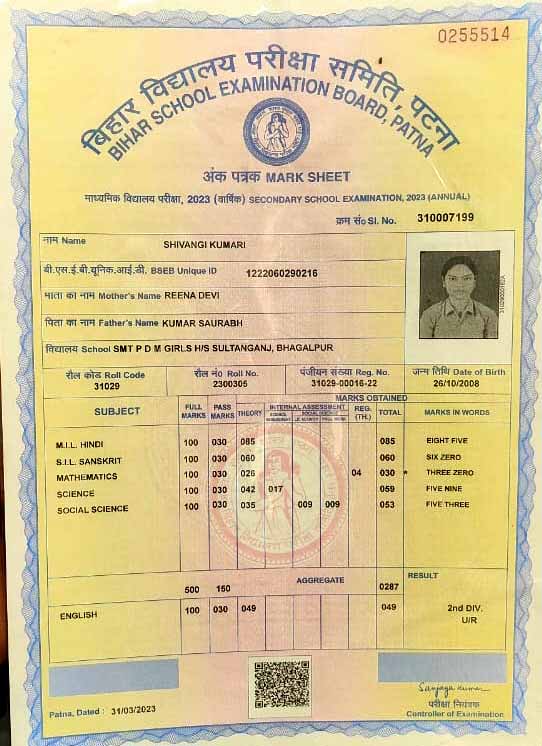 0255514
बिहार विद्यालय परीक्षा समिति, पटना
BIHAR SCHOOL EXAMINATION BOARD, PATNA
अंक पत्रक MARK SHEET
माध्यमिक विद्यालय परीक्षा, 2023 (वार्षिक) SECONDARY SCHOOL EXAMINATION, 2023 (ANNUAL)
क्रम सं० Sl. No. 310007199
नाम Name SHIVANGI KUMARI
बी.एस.ई.बी.यूनिक.आई.डी. BSEB Unique ID 1222060290216
माता का नाम Mother's Name REENA DEVI
पिता का नाम Father's Name KUMAR SAURABH
विद्यालय School SMT P D M GIRLS H/S SULTANGANJ, BHAGALPUR
रौल कोड Roll Code रौल नं० Roll No. पंजीयन संख्या Reg. No. जन्म तिथि Date of Birth
31029 2300305 31029-00016-22 26/10/2008
MARKS OBTAINED
SUBJECT FULL MARKS PASS MARKS THEORY INTERNAL ASSESSMENT REG. (TH.) TOTAL MARKS IN WORDS
M.I.L. HINDI 100 030 085 085 EIGHT FIVE
S.I.L. SANSKRIT 100 030 060 060 SIX ZERO
MATHEMATICS 100 030 026 04 030 * THREE ZERO
SCIENCE 100 030 042 017 059 FIVE NINE
SOCIAL SCIENCE 100 030 035 009 009 053 FIVE THREE
500 150 AGGREGATE 0287 RESULT
ENGLISH 100 030 049 049 2nd DIV.
U/R
Sanjaya Kumar
परीक्षा नियंत्रक
Patna, Dated : 31/03/2023 Controller of Examination